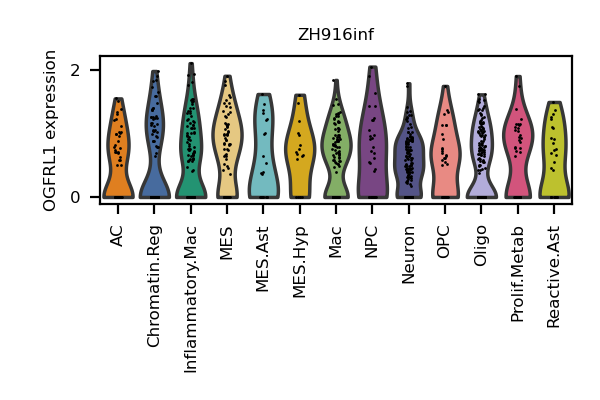 ZH916inf
OGFRL1 expression
2
0
AC
Chromatin.Reg
Inflammatory.Mac
MES
MES.Ast
MES.Hyp
Mac
NPC
Neuron
OPC
Oligo
Prolif.Metab
Reactive.Ast